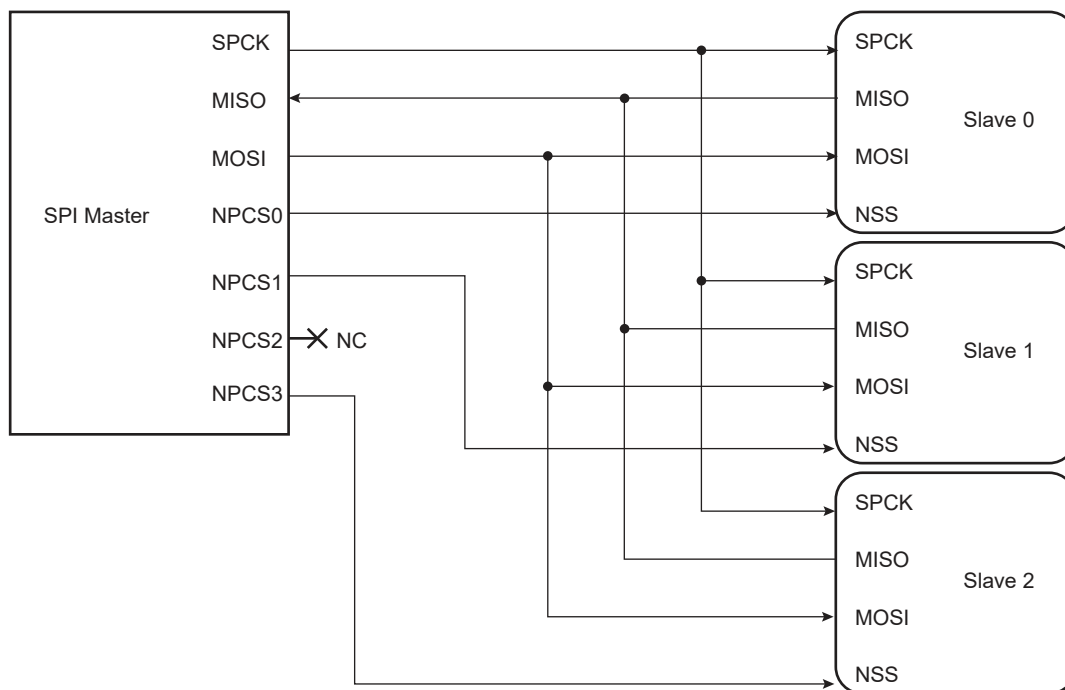 SPI Master
SPCK
MISO
MOSI
NPCS0
NPCS1
NPCS2
NC
NPCS3
SPCK
MISO
Slave 0
MOSI
NSS
SPCK
MISO
Slave 1
MOSI
NSS
SPCK
MISO
Slave 2
MOSI
NSS